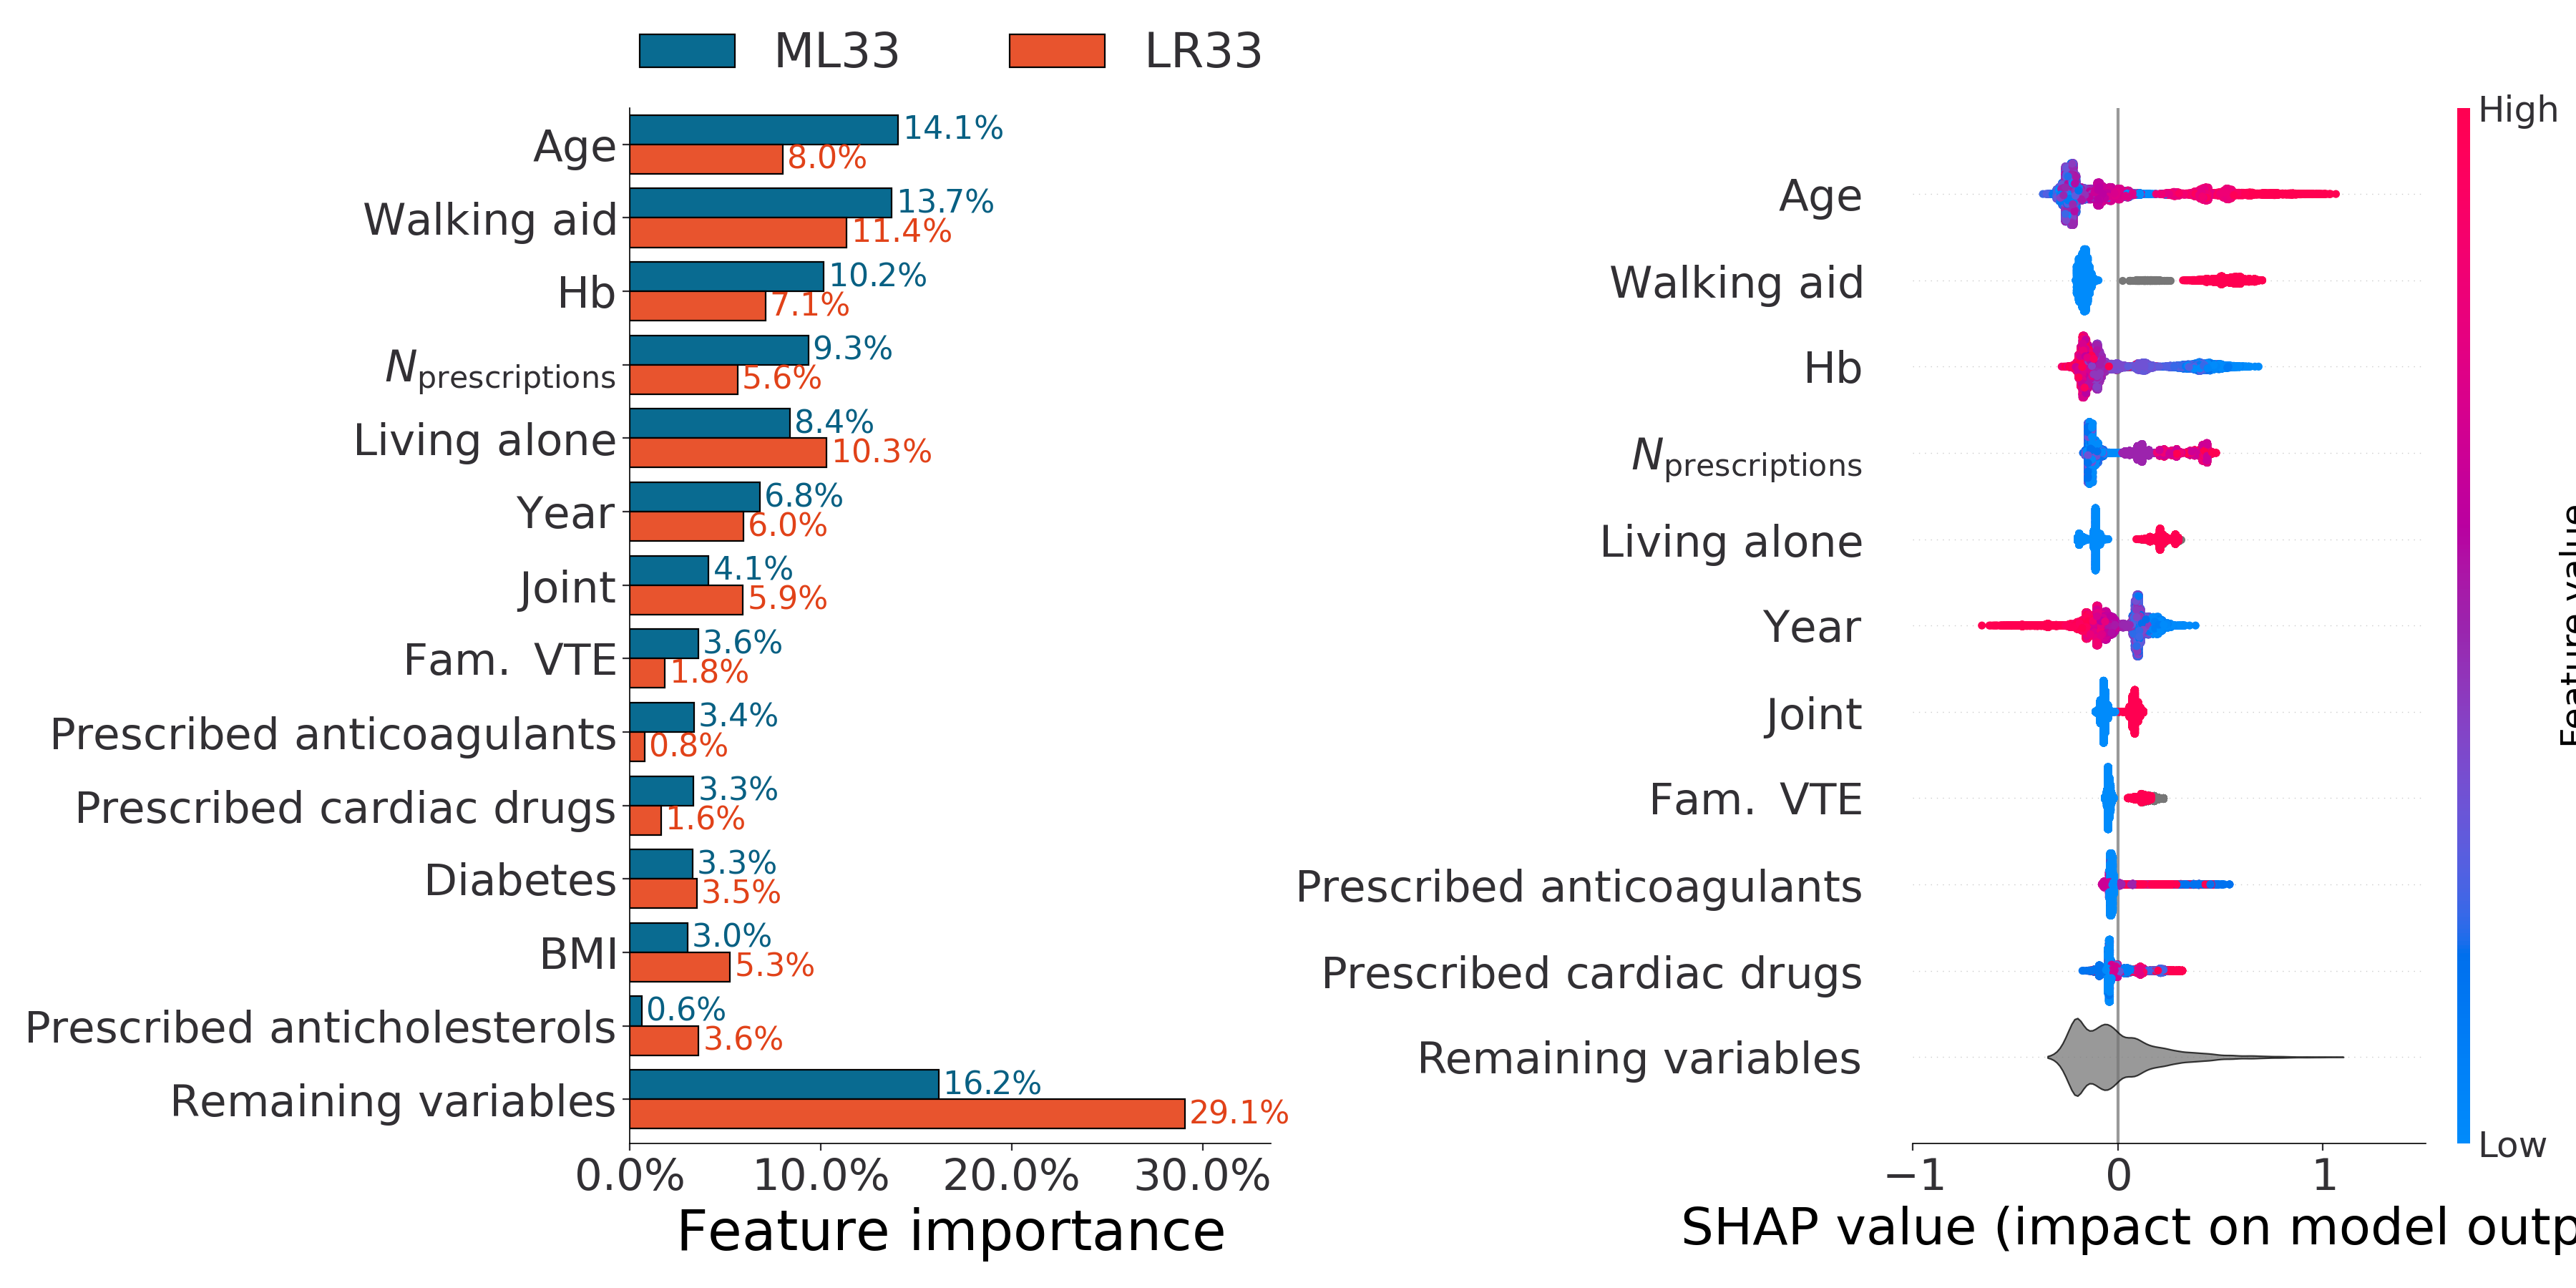 ML33 LR33
Age 14.1%
8.0%
Walking aid 13.7%
11.4%
Hb 10.2%
7.1%
Nprescriptions 9.3%
5.6%
Living alone 8.4%
10.3%
Year 6.8%
6.0%
Joint 4.1%
5.9%
Fam. VTE 3.6%
1.8%
Prescribed anticoagulants 3.4%
0.8%
Prescribed cardiac drugs 3.3%
1.6%
Diabetes 3.3%
3.5%
BMI 3.0%
5.3%
Prescribed anticholesterols 0.6%
3.6%
Remaining variables 16.2%
29.1%
0.0% 10.0% 20.0% 30.0%
Feature importance
High
Age
Walking aid
Hb
Nprescriptions
Living alone
Year
Joint
Fam. VTE
Prescribed anticoagulants
Prescribed cardiac drugs
Remaining variables
Low
−1 0 1
SHAP value (impact on model outp
Feature value